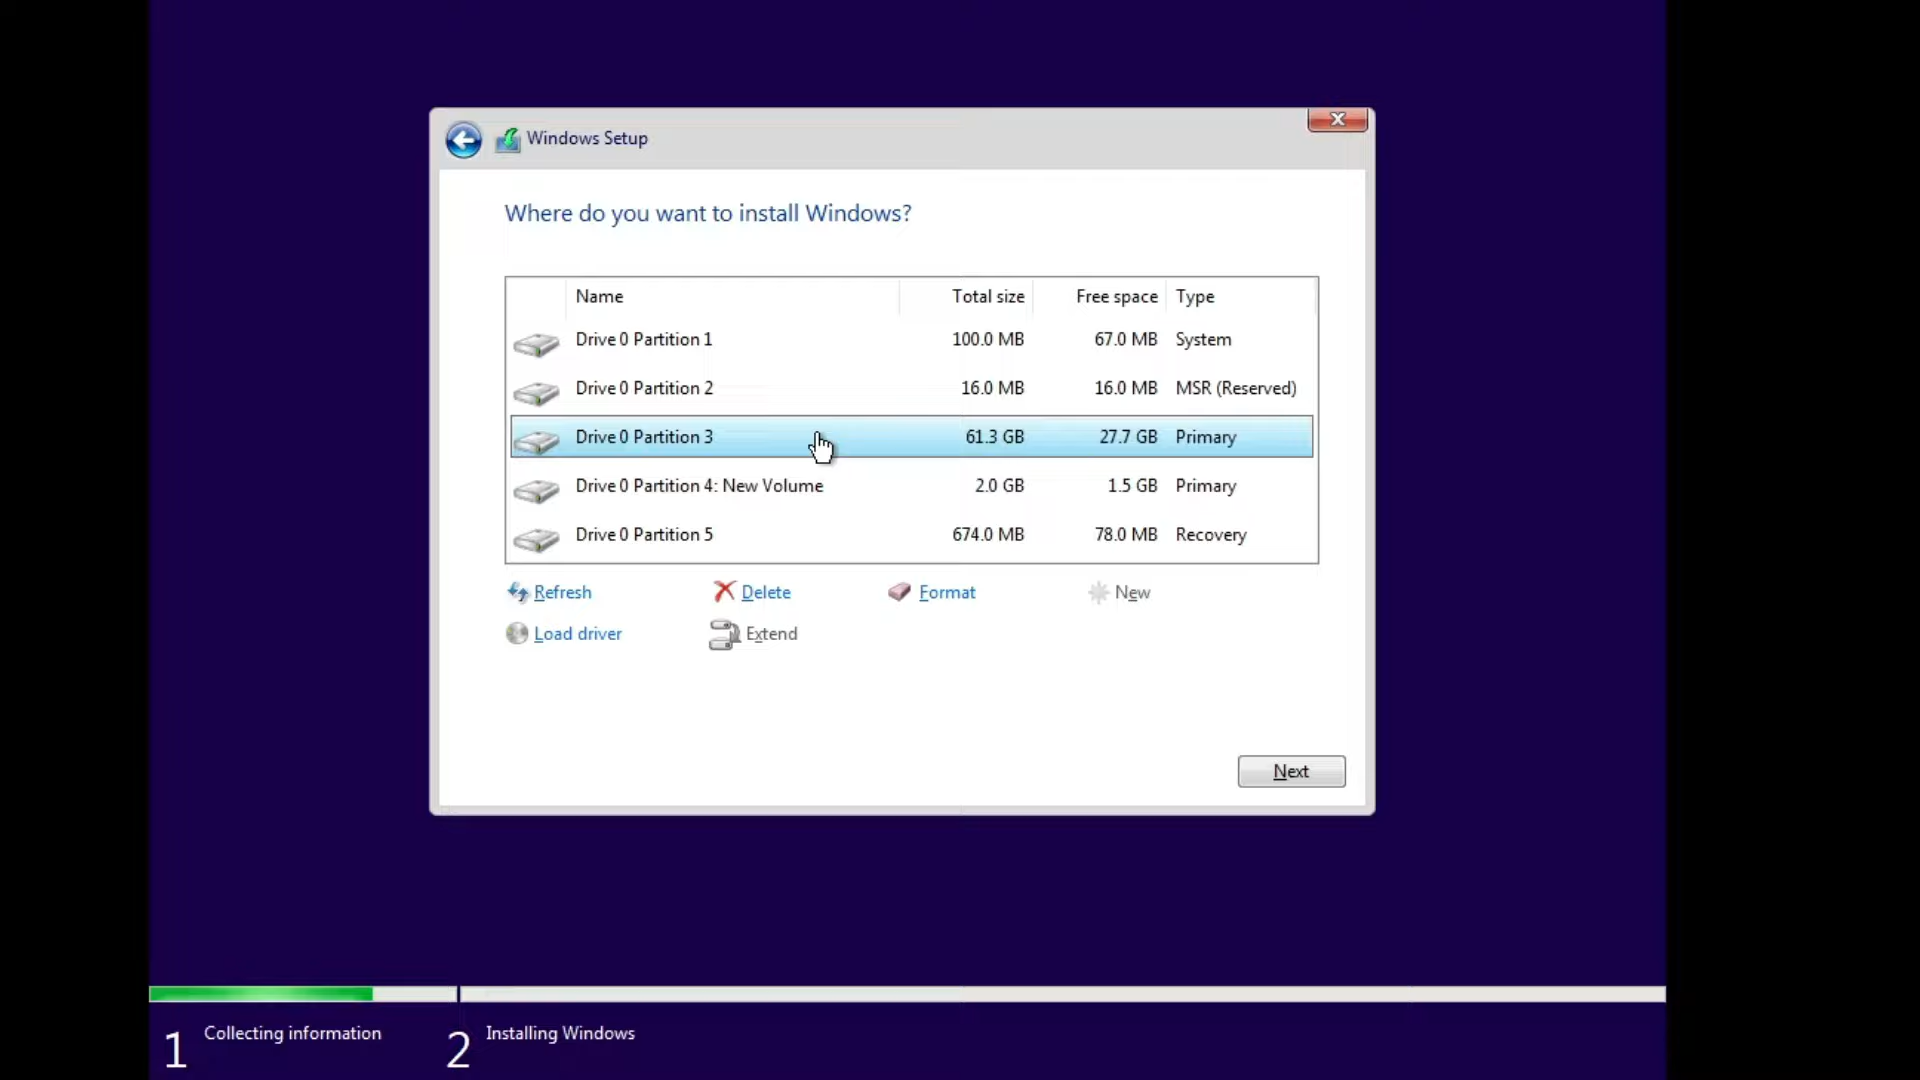 Windows Setup
Where do you want to install Windows?
Name Total size Free space Type
Drive 0 Partition 1 100.0 MB 67.0 MB System
Drive 0 Partition 2 16.0 MB 16.0 MB MSR (Reserved)
Drive 0 Partition 3 61.3 GB 27.7 GB Primary
Drive 0 Partition 4: New Volume 2.0 GB 1.5 GB Primary
Drive 0 Partition 5 674.0 MB 78.0 MB Recovery
Refresh Delete Format New
Load driver Extend
Next
1 Collecting information 2 Installing Windows